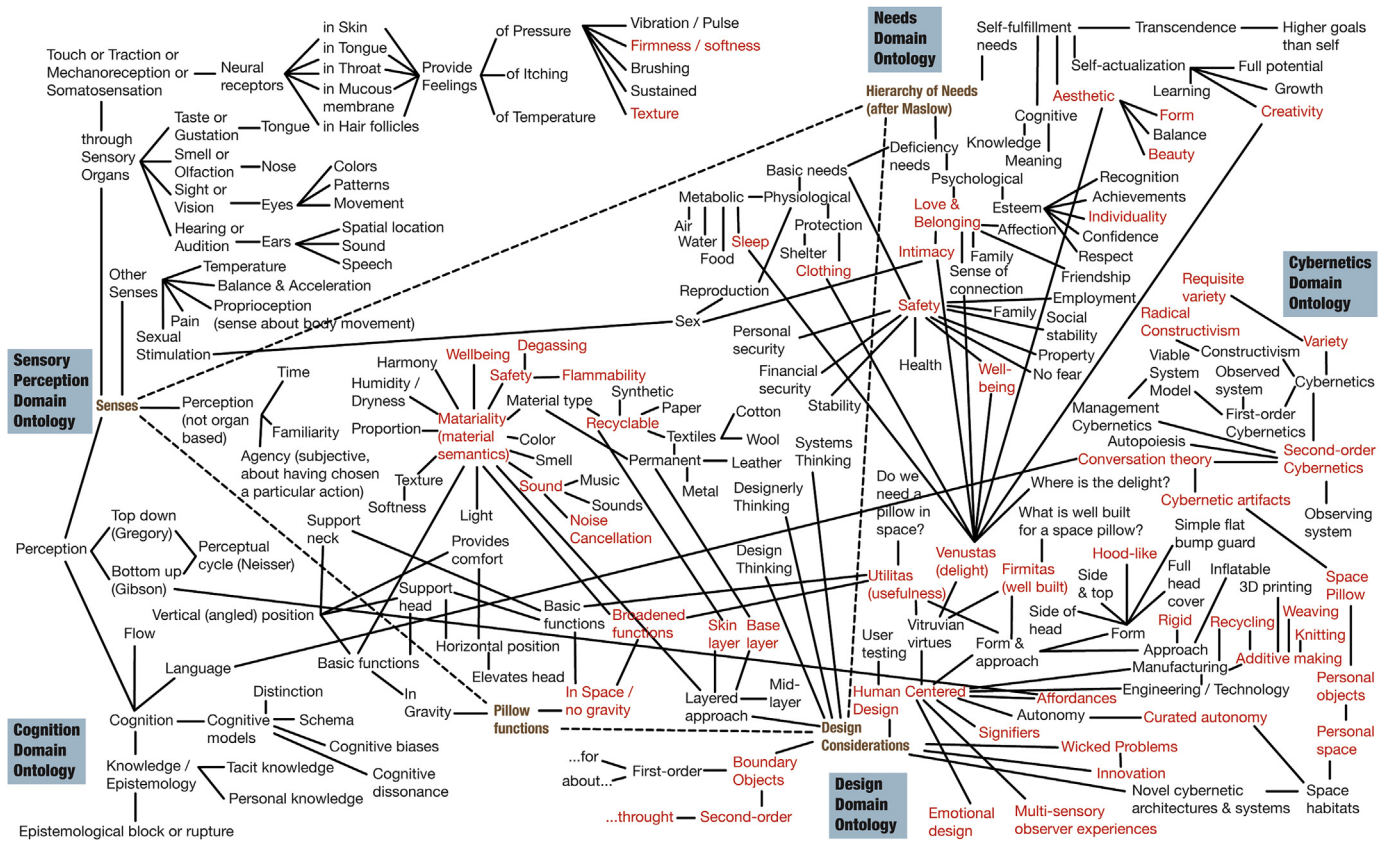 Needs
Domain
Ontology
Self-fulfillment
needs
Transcendence
Higher goals
than self
Self-actualization
Full potential
Learning
Growth
Creativity
Aesthetic
Form
Balance
Beauty
Cognitive
Knowledge
Meaning
Hierarchy of Needs
(after Maslow)
Deficiency
needs
Basic needs
Psychological
Metabolic
Physiological
Air
Water
Food
Sleep
Protection
Shelter
Clothing
Reproduction
Sex
Love &
Belonging
Intimacy
Affection
Family
Sense of
connection
Friendship
Esteem
Recognition
Achievements
Individuality
Confidence
Respect
Safety
Employment
Family
Social
stability
Property
No fear
Well-
being
Health
Personal
security
Financial
security
Stability
Touch or Traction or
Mechanoreception or
Somatosensation
Neural
receptors
in Skin
in Tongue
in Throat
in Mucous
membrane
in Hair follicles
Provide
Feelings
of Pressure
of Itching
of Temperature
Vibration / Pulse
Firmness / softness
Brushing
Sustained
Texture
through
Sensory
Organs
Taste or
Gustation
Tongue
Smell or
Olfaction
Nose
Sight or
Vision
Eyes
Colors
Patterns
Movement
Hearing or
Audition
Ears
Spatial location
Sound
Speech
Other
Senses
Temperature
Balance & Acceleration
Proprioception
(sense about body movement)
Pain
Sexual
Stimulation
Sensory
Perception
Domain
Ontology
Senses
Perception
(not organ
based)
Time
Familiarity
Agency (subjective,
about having chosen
a particular action)
Perception
Top down
(Gregory)
Bottom up
(Gibson)
Perceptual
cycle (Neisser)
Harmony
Wellbeing
Degassing
Safety
Flammability
Humidity /
Dryness
Matariality
(material
semantics)
Proportion
Texture
Softness
Light
Color
Smell
Sound
Music
Sounds
Noise
Cancellation
Material type
Synthetic
Recyclable
Paper
Textiles
Cotton
Wool
Permanent
Leather
Metal
Support
neck
Provides
comfort
Support
head
Vertical (angled) position
Horizontal position
Elevates head
Basic functions
Basic
functions
Broadened
functions
In
Gravity
Pillow
functions
In Space /
no gravity
Skin
layer
Base
layer
Mid-
layer
Layered
approach
Cognition
Domain
Ontology
Flow
Language
Cognition
Cognitive
models
Distinction
Schema
Cognitive biases
Cognitive
dissonance
Knowledge /
Epistemology
Tacit knowledge
Personal knowledge
Epistemological block or rupture
Systems
Thinking
Designerly
Thinking
Design
Thinking
Do we
need a
pillow in
space?
Where is the delight?
What is well built
for a space pillow?
Utilitas
(usefulness)
Venustas
(delight)
Firmitas
(well built)
Vitruvian
virtues
User
testing
Human Centered
Design
Design
Considerations
Design
Domain
Ontology
Form &
approach
Form
Hood-like
Side
& top
Side of
head
Simple flat
bump guard
Full
head
cover
Approach
Rigid
Inflatable
Manufacturing
Recycling
3D printing
Weaving
Knitting
Additive making
Engineering / Technology
Affordances
Autonomy
Curated autonomy
Signifiers
Wicked Problems
Innovation
Novel cybernetic
architectures & systems
Space
habitats
Emotional
design
Multi-sensory
observer experiences
Boundary
Objects
First-order
...for
about...
Second-order
...throught
Cybernetics
Domain
Ontology
Requisite
variety
Variety
Radical
Constructivism
Constructivism
Cybernetics
Viable
System
Model
Observed
system
First-order
Cybernetics
Management
Cybernetics
Autopoiesis
Conversation theory
Second-order
Cybernetics
Cybernetic artifacts
Observing
system
Space
Pillow
Personal
objects
Personal
space